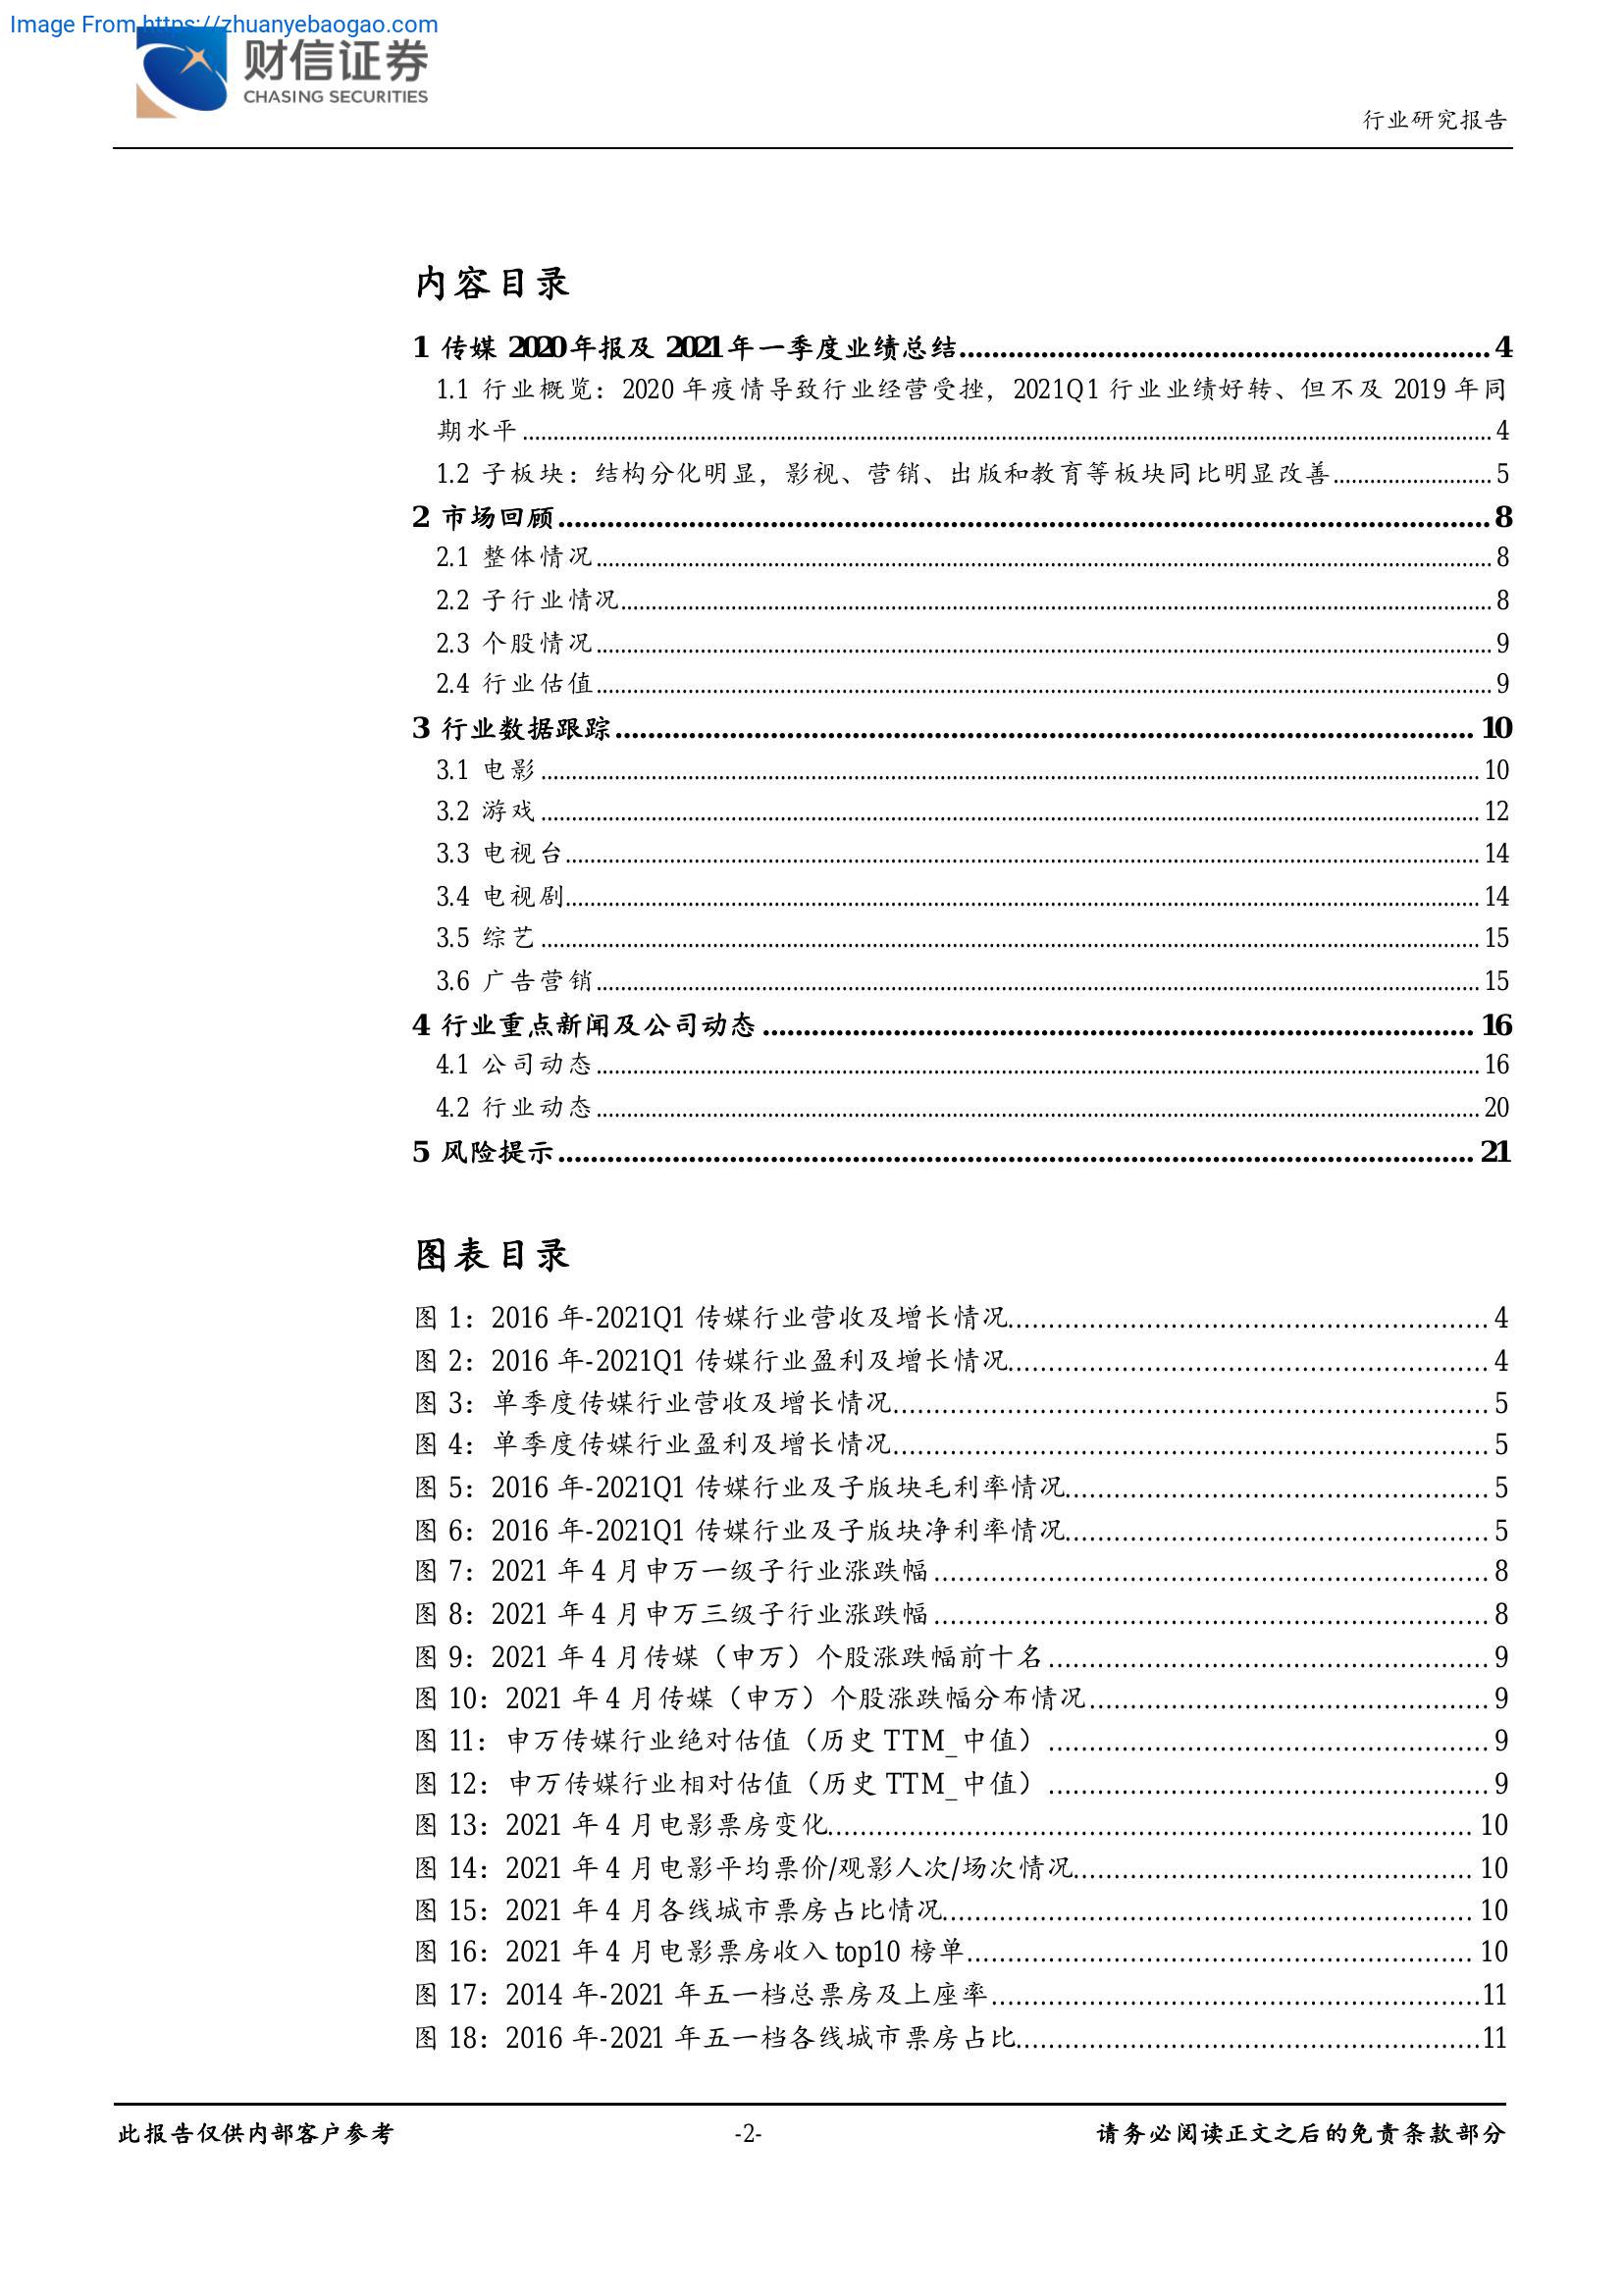 Image From https://zhuanyebaogao.com
财信证券
CHASING SECURITIES
行业研究报告
内容目录
1 传媒 2020 年报及 2021 年一季度业绩总结 4
1.1 行业概览：2020 年疫情导致行业经营受挫，2021Q1 行业业绩好转、但不及 2019 年同
期水平 4
1.2 子板块：结构分化明显，影视、营销、出版和教育等板块同比明显改善 5
2 市场回顾 8
2.1 整体情况 8
2.2 子行业情况 8
2.3 个股情况 9
2.4 行业估值 9
3 行业数据跟踪 10
3.1 电影 10
3.2 游戏 12
3.3 电视台 14
3.4 电视剧 14
3.5 综艺 15
3.6 广告营销 15
4 行业重点新闻及公司动态 16
4.1 公司动态 16
4.2 行业动态 20
5 风险提示 21
图表目录
图 1：2016 年-2021Q1 传媒行业营收及增长情况 4
图 2：2016 年-2021Q1 传媒行业盈利及增长情况 4
图 3：单季度传媒行业营收及增长情况 5
图 4：单季度传媒行业盈利及增长情况 5
图 5：2016 年-2021Q1 传媒行业及子版块毛利率情况 5
图 6：2016 年-2021Q1 传媒行业及子版块净利率情况 5
图 7：2021 年 4 月申万一级子行业涨跌幅 8
图 8：2021 年 4 月申万三级子行业涨跌幅 8
图 9：2021 年 4 月传媒（申万）个股涨跌幅前十名 9
图 10：2021 年 4 月传媒（申万）个股涨跌幅分布情况 9
图 11：申万传媒行业绝对估值（历史 TTM_中值） 9
图 12：申万传媒行业相对估值（历史 TTM_中值） 9
图 13：2021 年 4 月电影票房变化 10
图 14：2021 年 4 月电影平均票价/观影人次/场次情况 10
图 15：2021 年 4 月各线城市票房占比情况 10
图 16：2021 年 4 月电影票房收入 top10 榜单 10
图 17：2014 年-2021 年五一档总票房及上座率 11
图 18：2016 年-2021 年五一档各线城市票房占比 11
此报告仅供内部客户参考
-2-
请务必阅读正文之后的免责条款部分